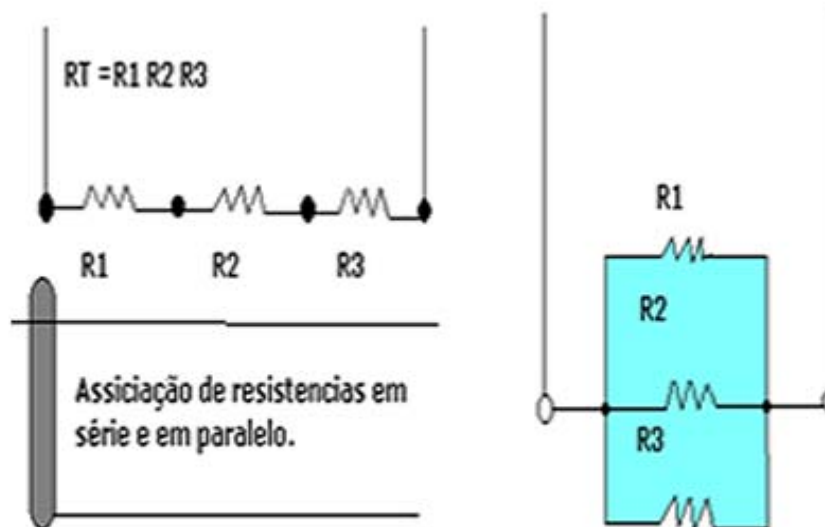 RT =R1 R2 R3
R1 R2 R3
Assiciação de resistencias em
série e em paralelo.
R1
R2
R3